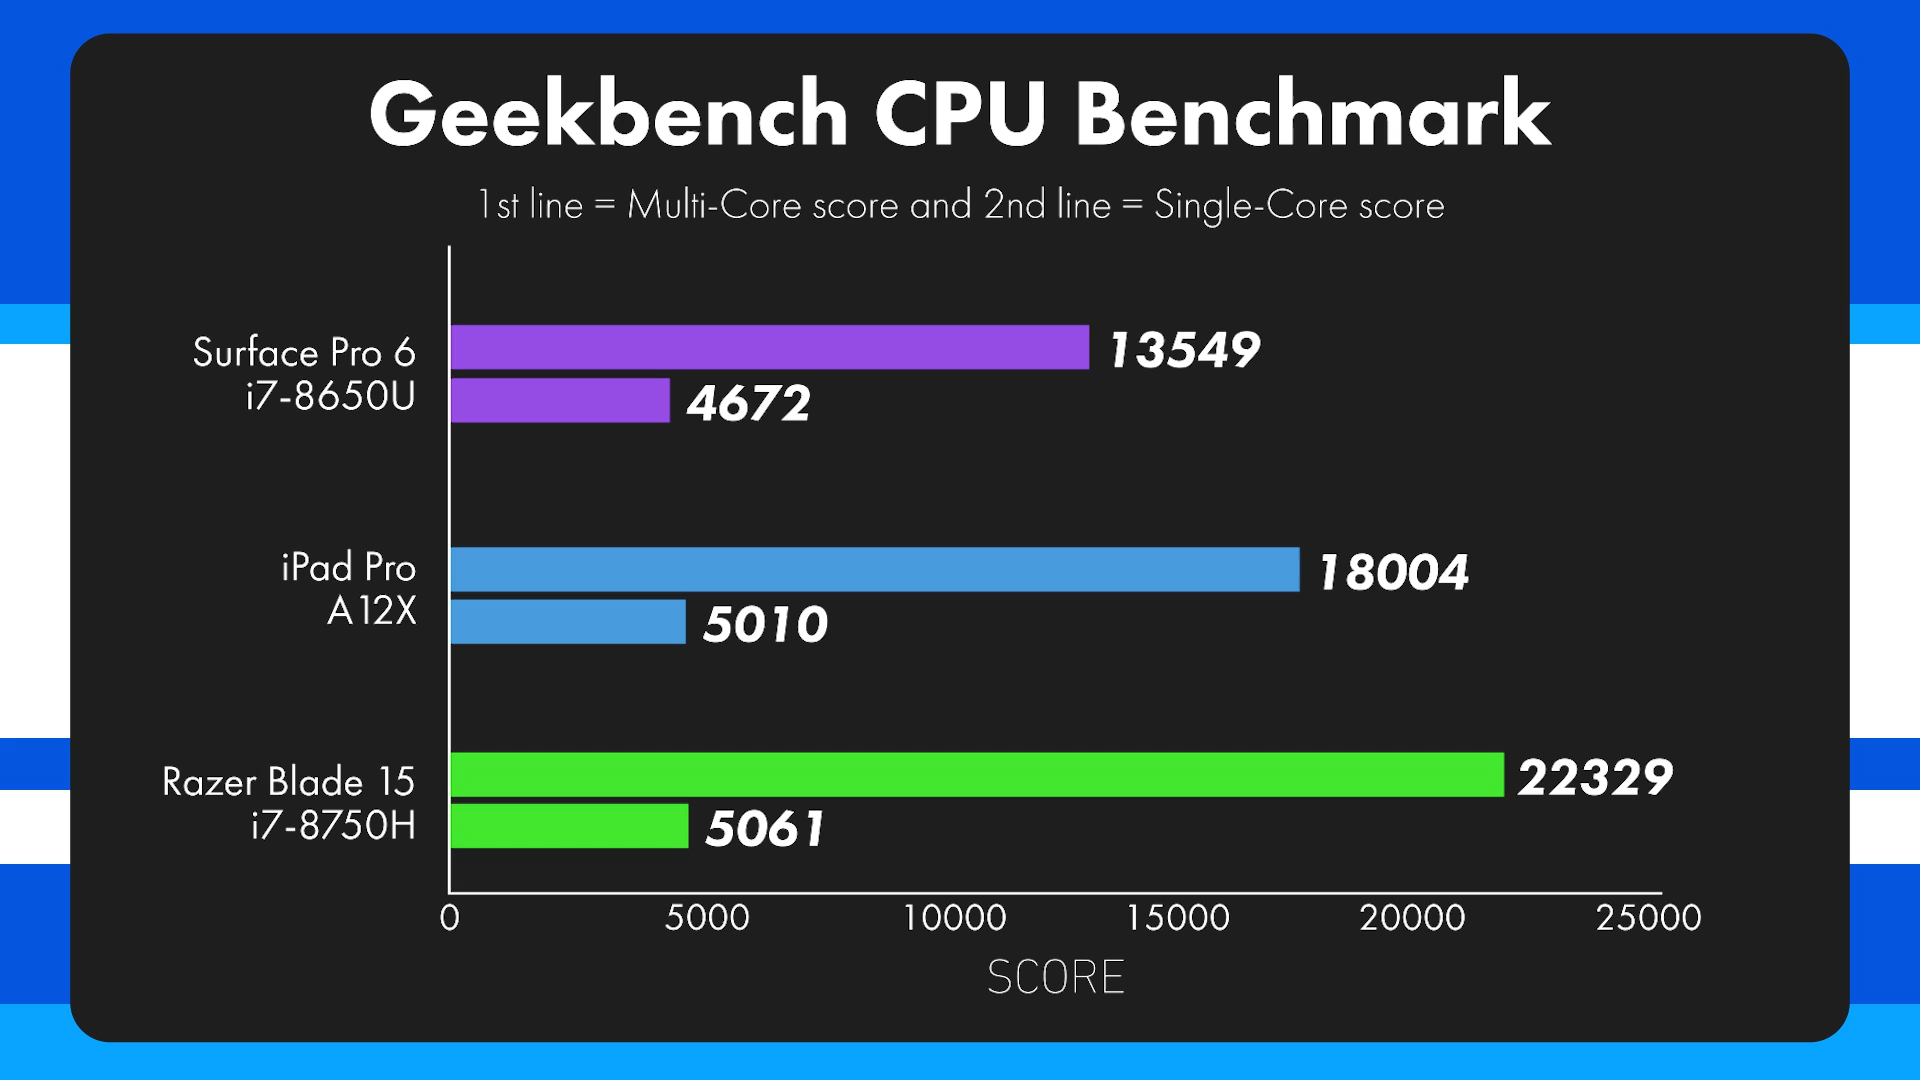 Geekbench CPU Benchmark
1st line = Multi-Core score and 2nd line = Single-Core score
Surface Pro 6
i7-8650U
13549
4672
iPad Pro
A12X
18004
5010
Razer Blade 15
i7-8750H
22329
5061
0 5000 10000 15000 20000 25000
SCORE